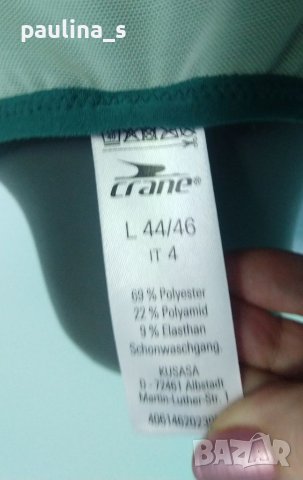 paulina_s
crane®
L 44/46
IT 4
69 % Polyester
22 % Polyamid
9 % Elasthan
Schonwaschgang.
KUSASA
D - 72461 Albstadt
Martin-Luther-Str. 1
BAZAR